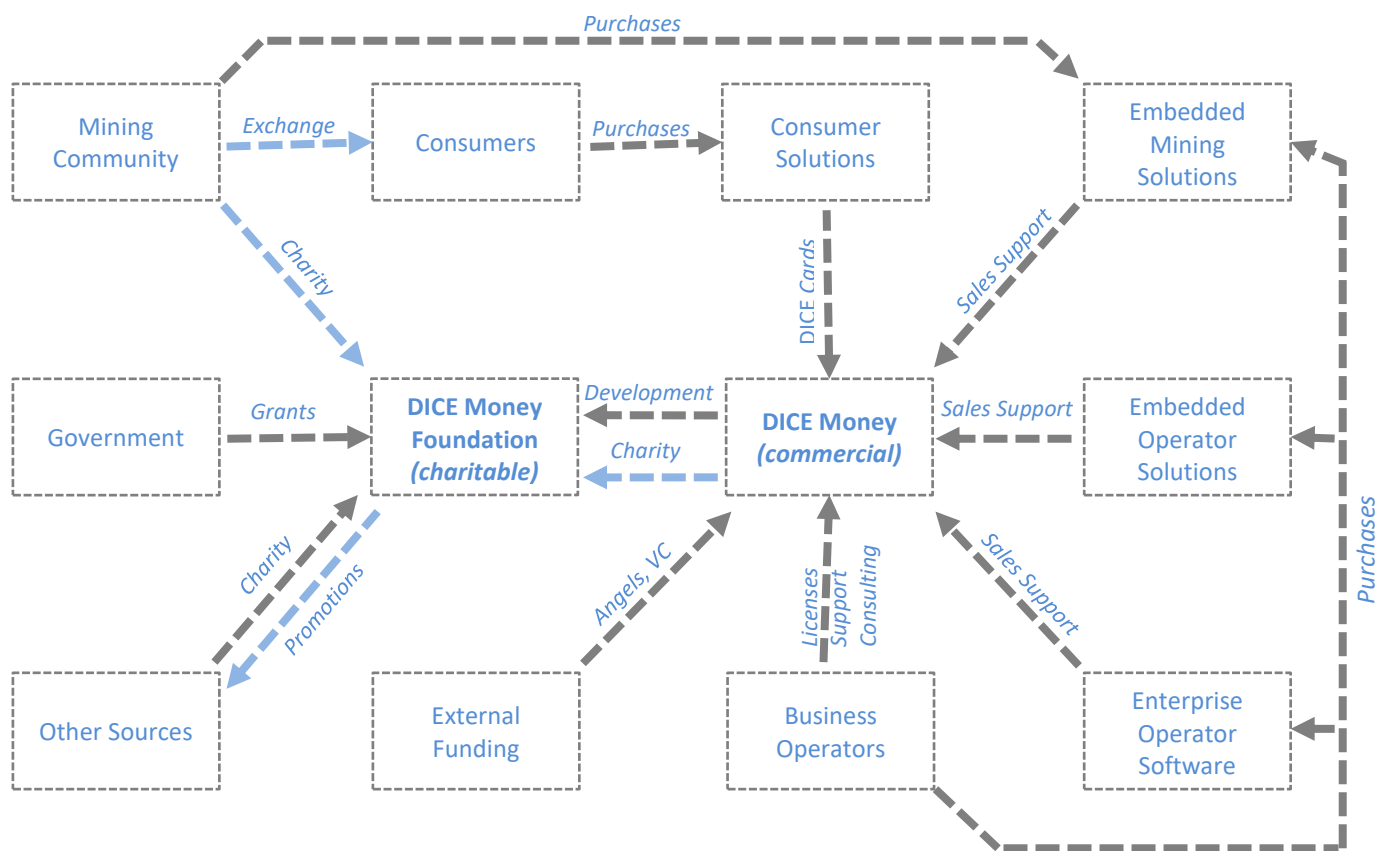 Purchases
Mining
Community
Exchange
Consumers
Purchases
Consumer
Solutions
Embedded
Mining
Solutions
Charity
DICE Cards
Sales Support
Government
Grants
DICE Money
Foundation
(charitable)
Development
Charity
DICE Money
(commercial)
Sales Support
Embedded
Operator
Solutions
Purchases
Charity
Promotions
Angels, VC
Licenses
Support
Consulting
Sales Support
Other Sources
External
Funding
Business
Operators
Enterprise
Operator
Software